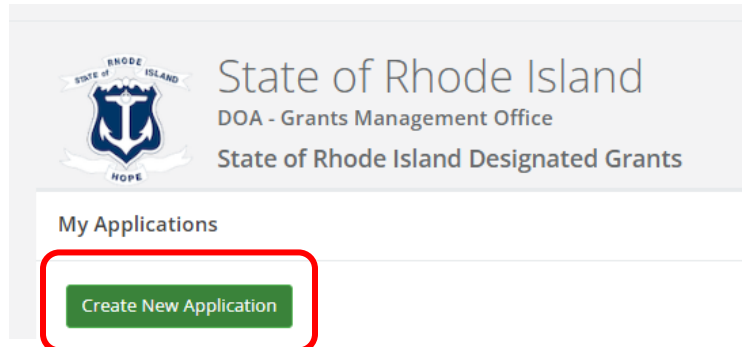 STATE of RHODE ISLAND
HOPE
State of Rhode Island
DOA - Grants Management Office
State of Rhode Island Designated Grants
My Applications
Create New Application